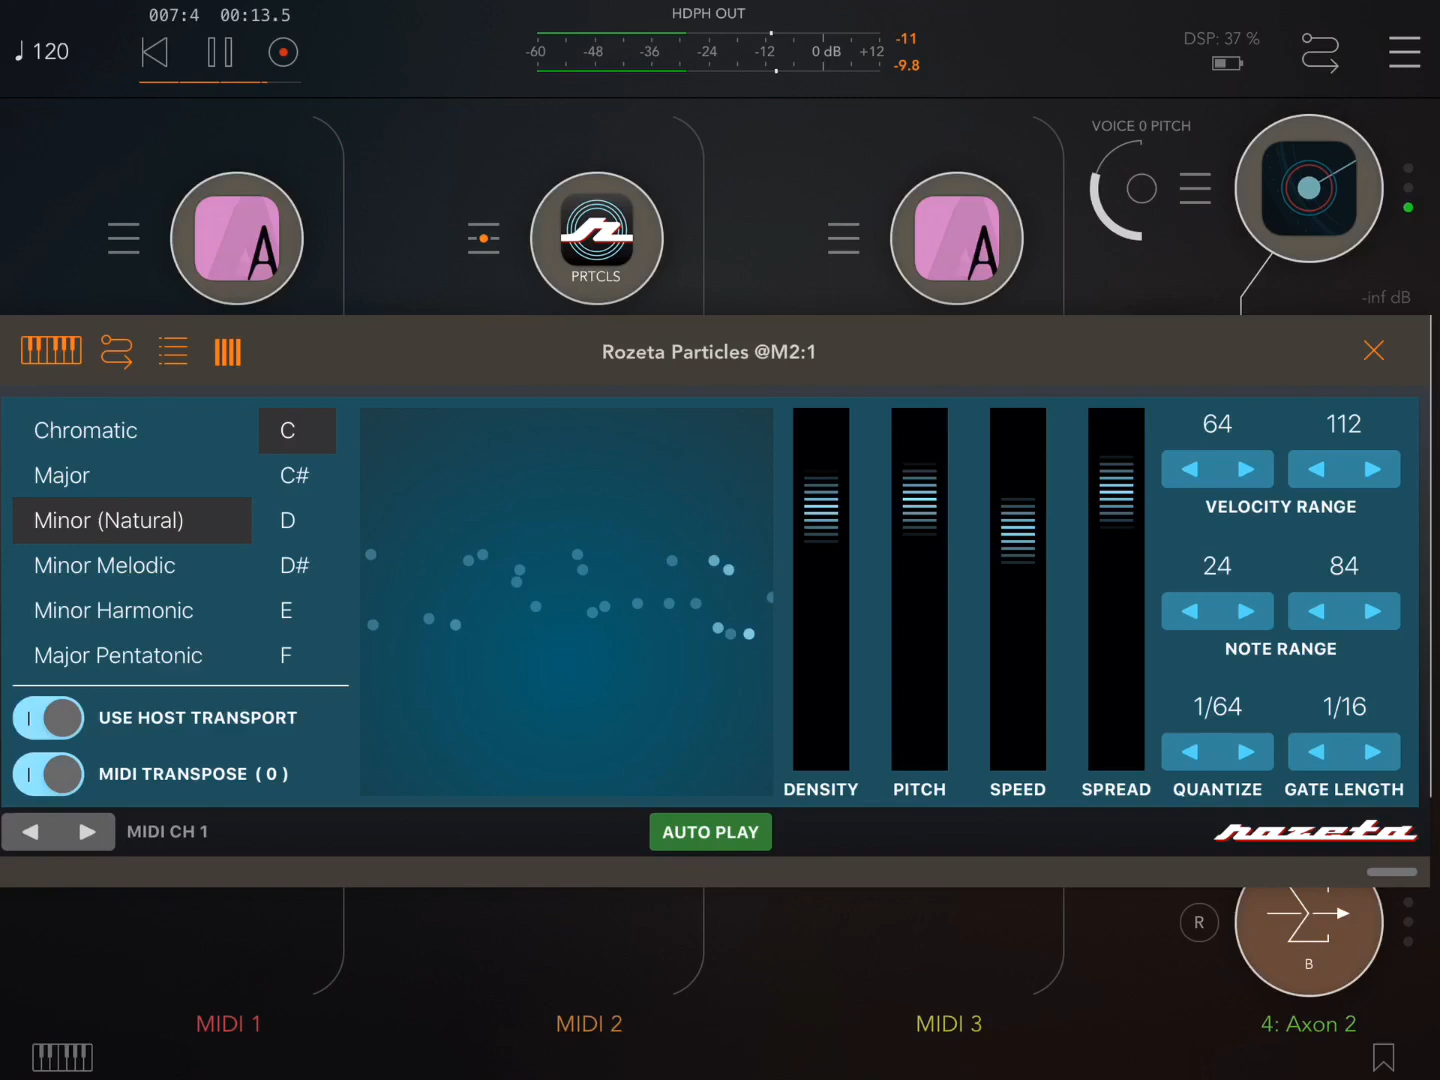 007:4 00:13.5
HDPH OUT
♩ 120
-60 -48 -36 -24 -12 0 dB +12
-11
-9.8
DSP: 37 %
VOICE 0 PITCH
A
PRTCLS
A
-inf dB
Rozeta Particles @M2:1
Chromatic C
Major C#
Minor (Natural) D
Minor Melodic D#
Minor Harmonic E
Major Pentatonic F
USE HOST TRANSPORT
MIDI TRANSPOSE ( 0 )
DENSITY PITCH SPEED SPREAD
64 112
VELOCITY RANGE
24 84
NOTE RANGE
1/64 1/16
QUANTIZE GATE LENGTH
MIDI CH 1
AUTO PLAY
rozeta
R
B
MIDI 1 MIDI 2 MIDI 3 4: Axon 2